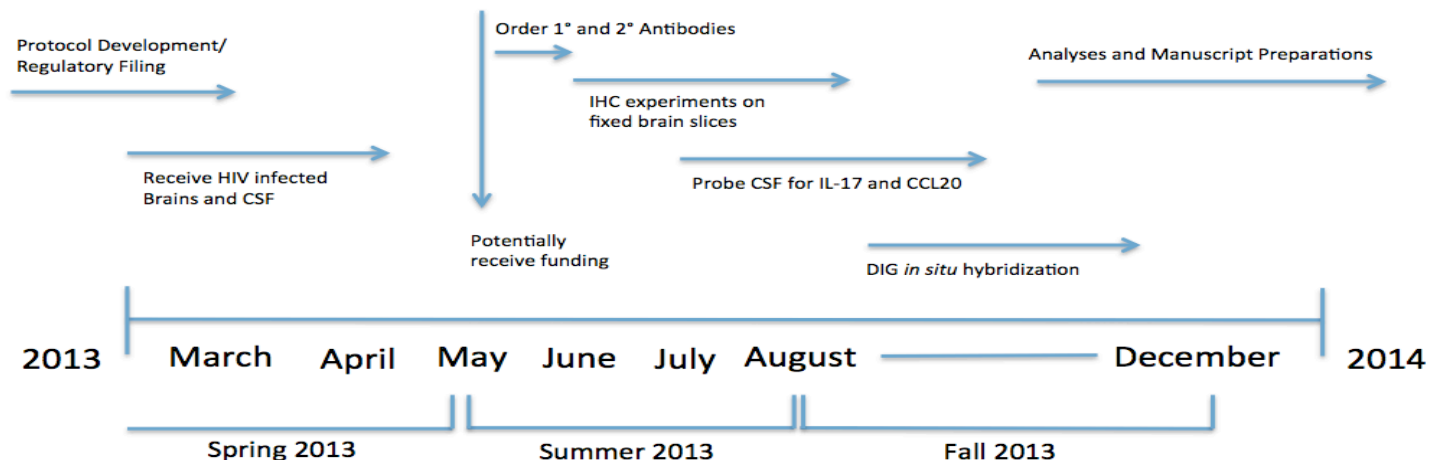 Protocol Development/
Regulatory Filing
Order 1° and 2° Antibodies
Analyses and Manuscript Preparations
IHC experiments on
fixed brain slices
Receive HIV infected
Brains and CSF
Probe CSF for IL-17 and CCL20
Potentially
receive funding
DIG in situ hybridization
2013 March April May June July August December 2014
Spring 2013 Summer 2013 Fall 2013